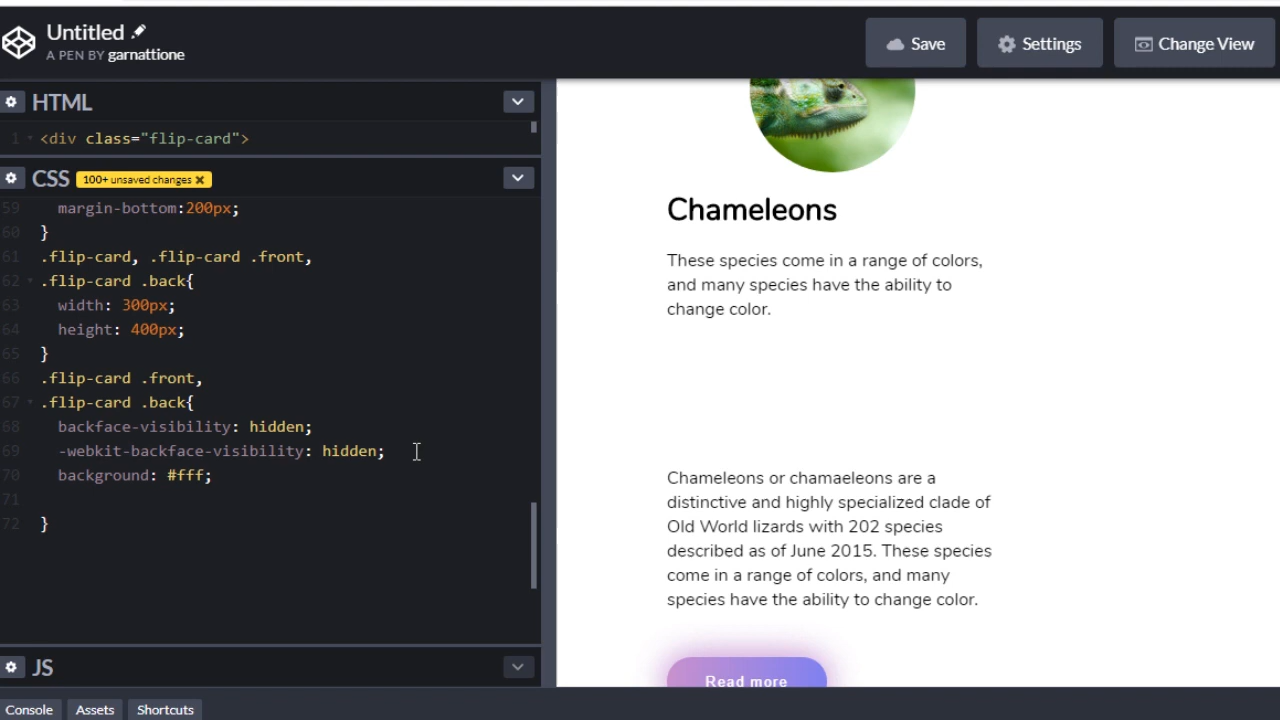 Untitled
A PEN BY garnattione
Save
Settings
Change View
HTML
1 <div class="flip-card">
CSS 100+ unsaved changes ×
59 margin-bottom:200px;
60 }
61 .flip-card, .flip-card .front,
62 .flip-card .back{
63 width: 300px;
64 height: 400px;
65 }
66 .flip-card .front,
67 .flip-card .back{
68 backface-visibility: hidden;
69 -webkit-backface-visibility: hidden;
70 background: #fff;
71
72 }
JS
Console
Assets
Shortcuts
Chameleons
These species come in a range of colors,
and many species have the ability to
change color.
Chameleons or chamaeleons are a
distinctive and highly specialized clade of
Old World lizards with 202 species
described as of June 2015. These species
come in a range of colors, and many
species have the ability to change color.
Read more